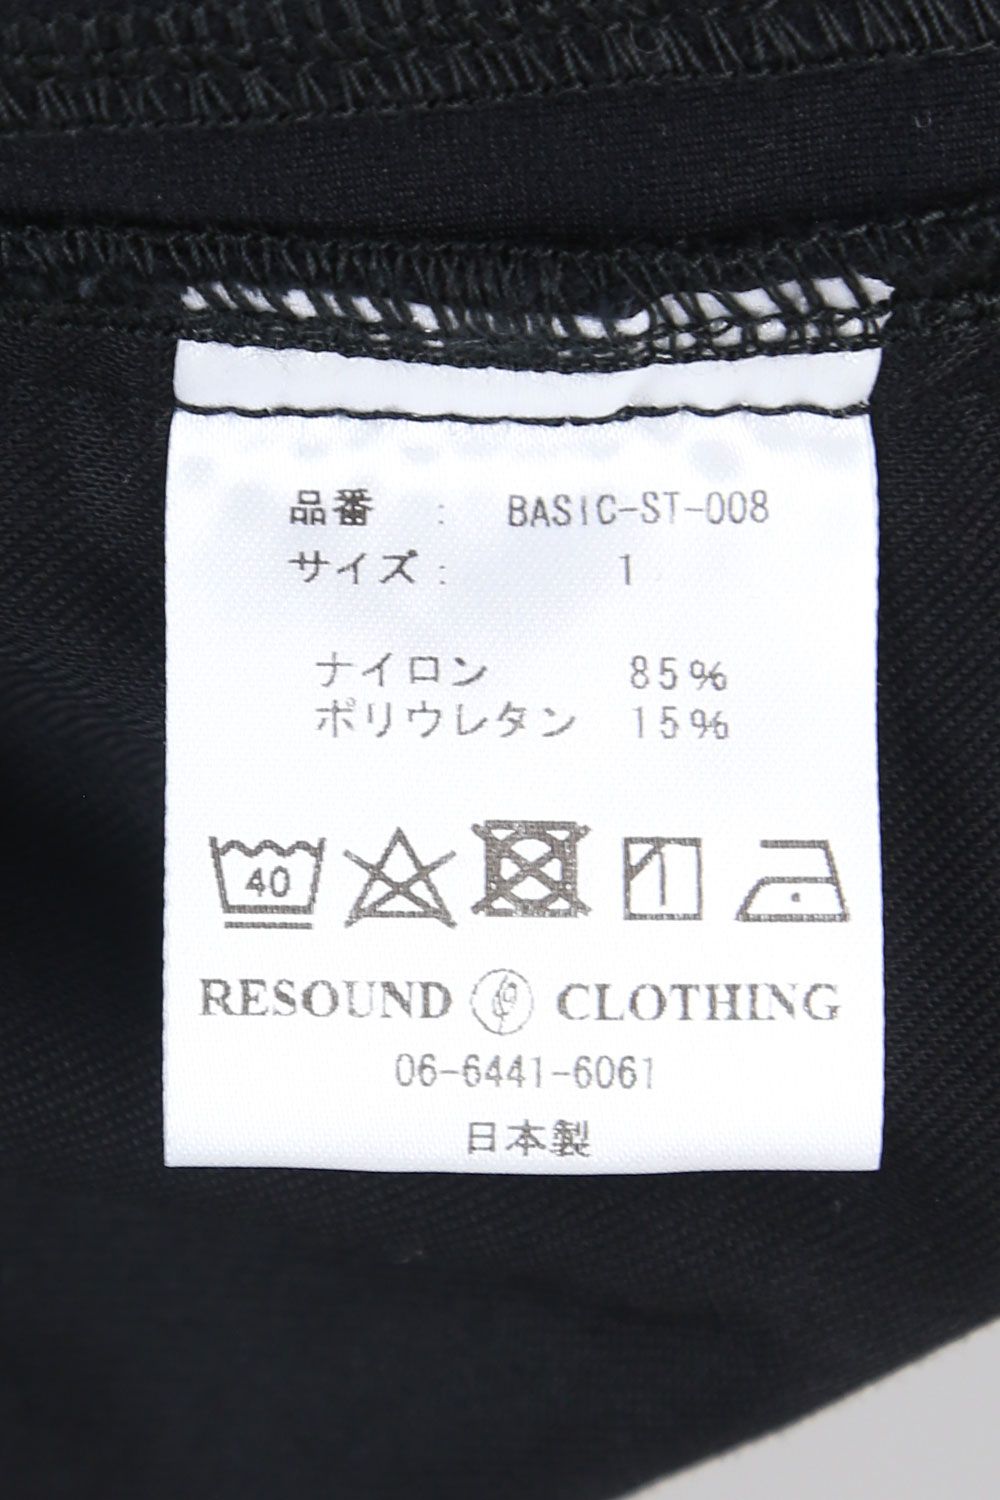 品番 : BASIC-ST-008
サイズ : 1
ナイロン 85%
ポリウレタン 15%
40
RESOUND CLOTHING
06-6441-6061
日本製